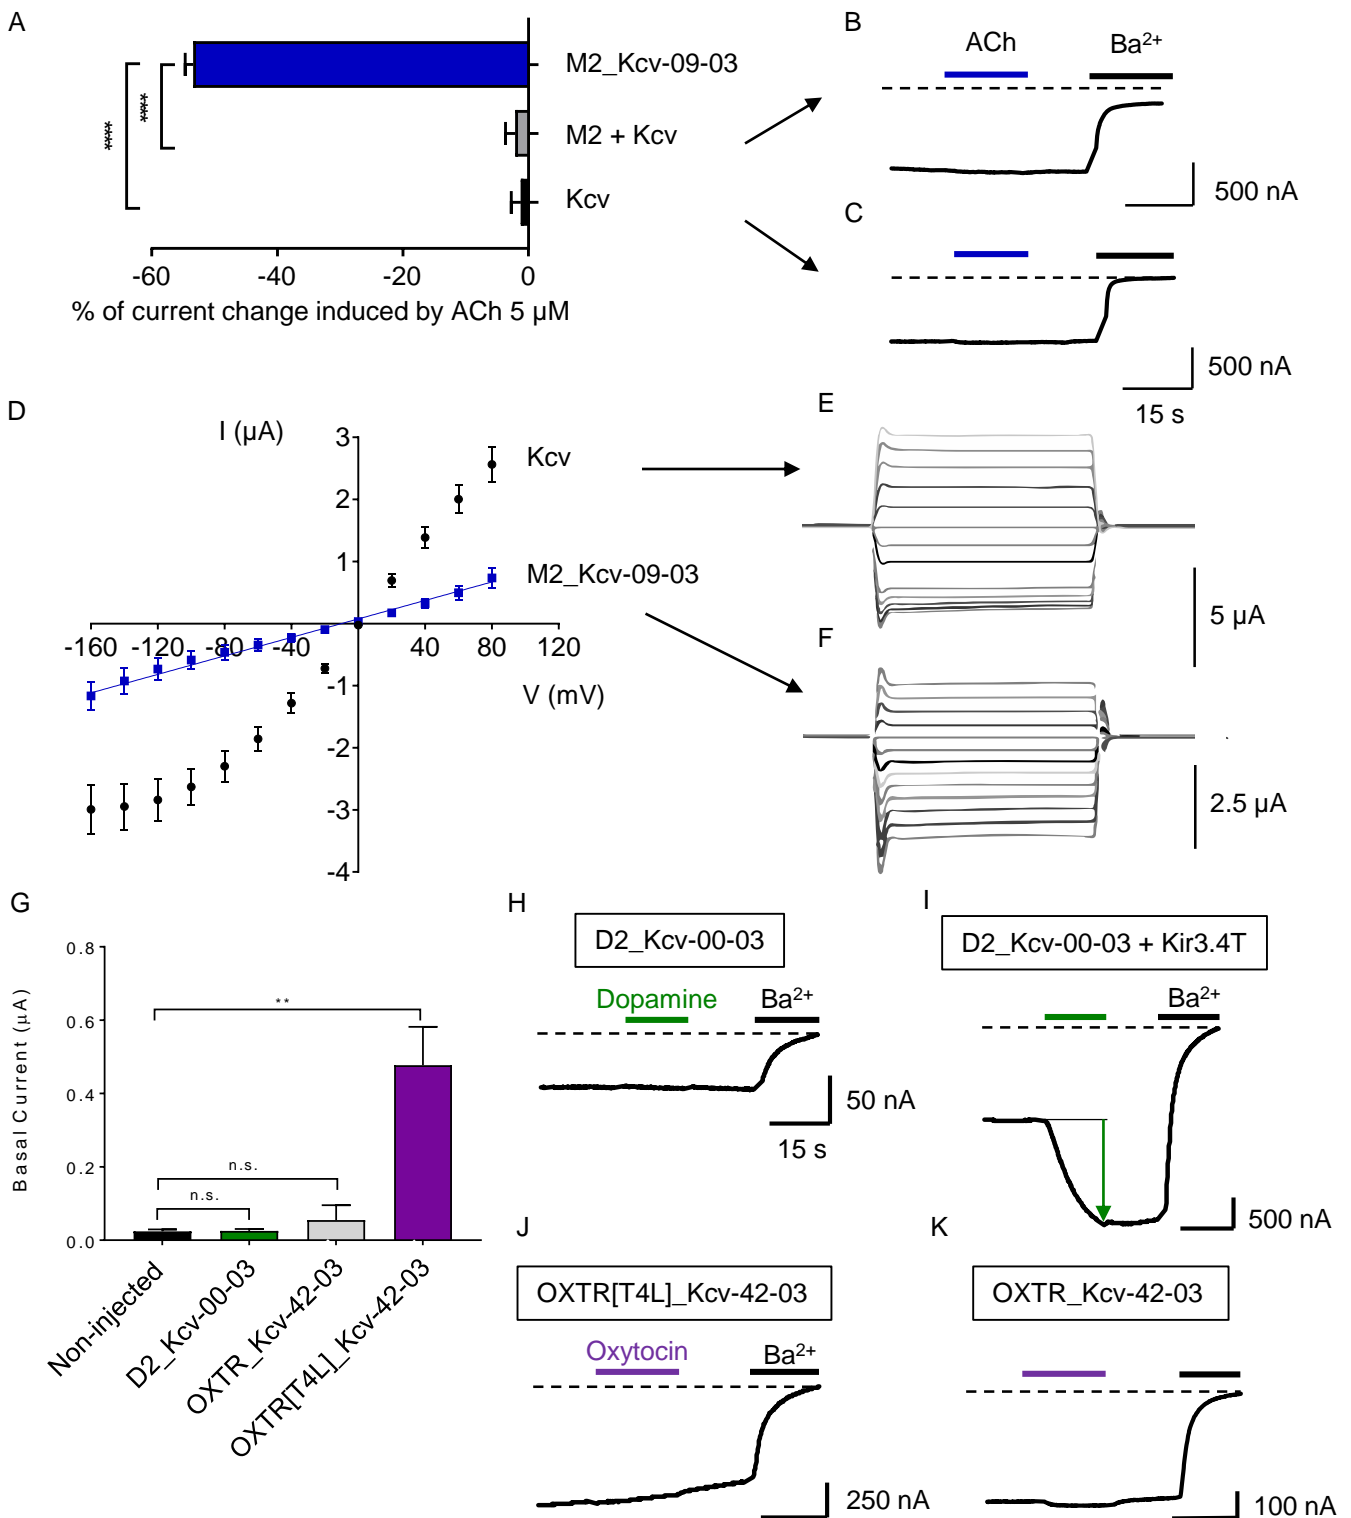 A
****
****
M2_Kcv-09-03
M2 + Kcv
Kcv
-60 -40 -20 0
% of current change induced by ACh 5 µM
B
ACh Ba²⁺
500 nA
C
500 nA
15 s
D
I (µA)
3
2
1
-1
-2
-3
-4
-160 -120 -80 -40 40 80 120
V (mV)
Kcv
M2_Kcv-09-03
E
5 µA
F
2.5 µA
G
Basal Current (µA)
0.8
0.6
0.4
0.2
0.0
**
n.s.
n.s.
Non-injected
D2_Kcv-00-03
OXTR_Kcv-42-03
OXTR[T4L]_Kcv-42-03
H
D2_Kcv-00-03
Dopamine Ba²⁺
50 nA
15 s
I
D2_Kcv-00-03 + Kir3.4T
Ba²⁺
500 nA
J
OXTR[T4L]_Kcv-42-03
Oxytocin Ba²⁺
250 nA
K
OXTR_Kcv-42-03
100 nA